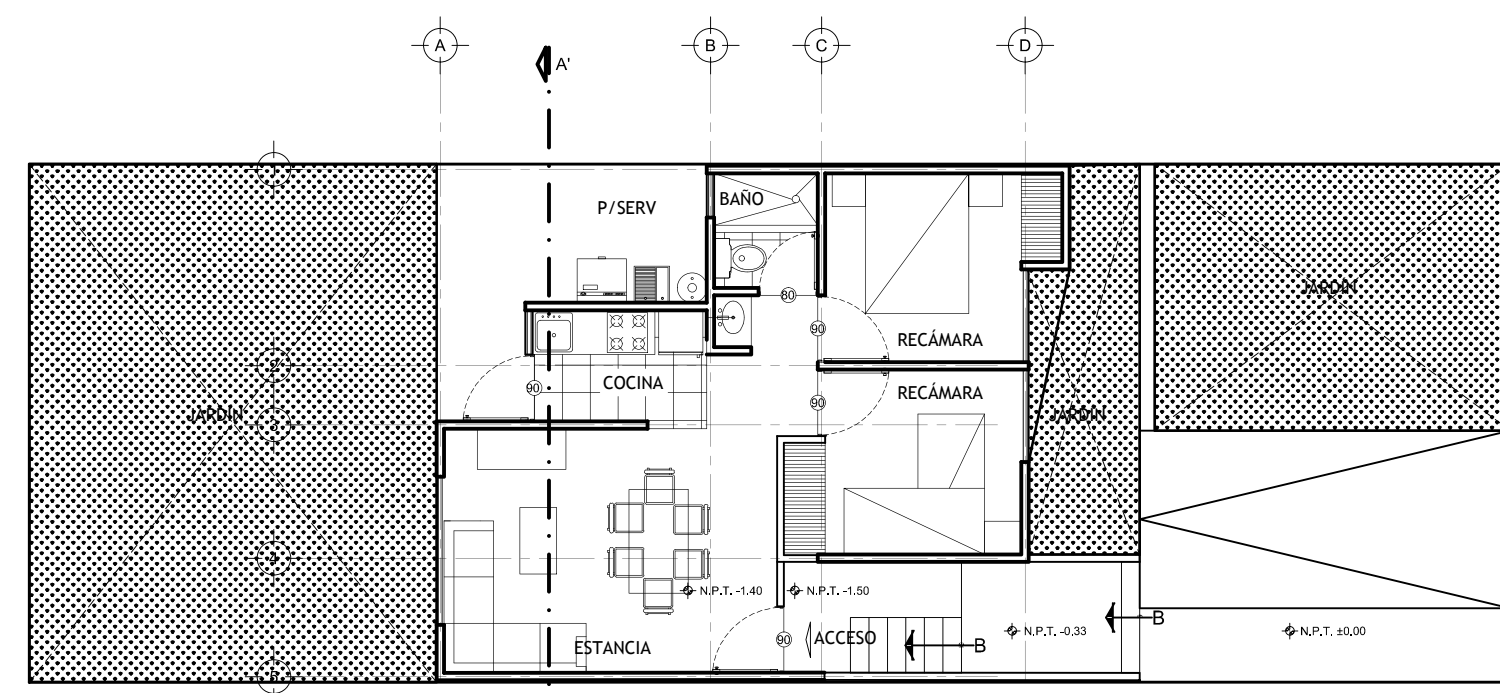 A
B
C
D
A'
1
BAÑO
P/SERV
JARDIN
80
90
RECÁMARA
2
COCINA
90
90
RECÁMARA
JARDIN
JARDIN
3
4
N.P.T. -1.40
N.P.T. -1.50
B
N.P.T. -0.33
N.P.T. ±0.00
90
ACCESO
B
ESTANCIA
5